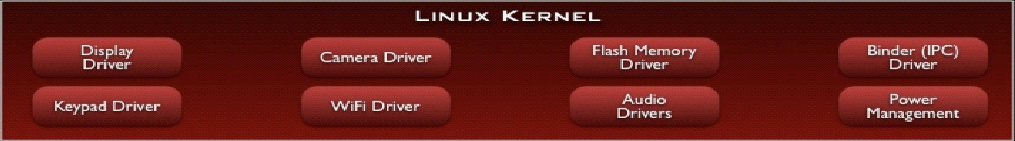 LINUX KERNEL
Display
Driver
Camera Driver
Flash Memory
Driver
Binder (IPC)
Driver
Keypad Driver
WiFi Driver
Audio
Drivers
Power
Management